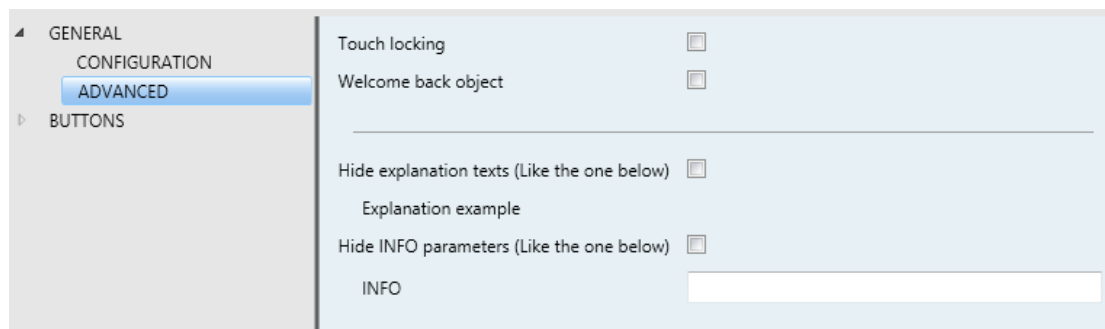 GENERAL
CONFIGURATION
ADVANCED
BUTTONS
Touch locking
Welcome back object
Hide explanation texts (Like the one below)
Explanation example
Hide INFO parameters (Like the one below)
INFO